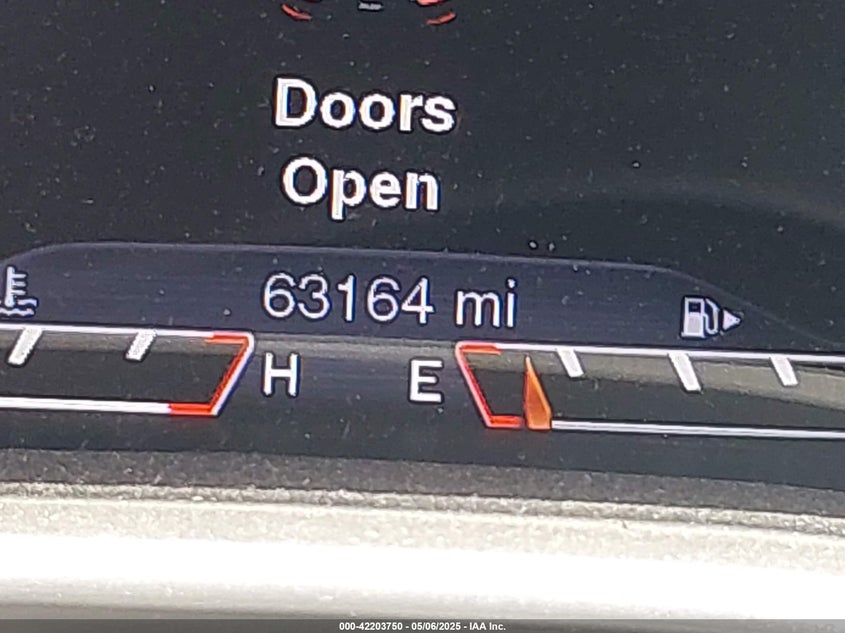 Doors
Open
63164 mi
H
E
000-42203750 - 05/06/2025 - IAA Inc.